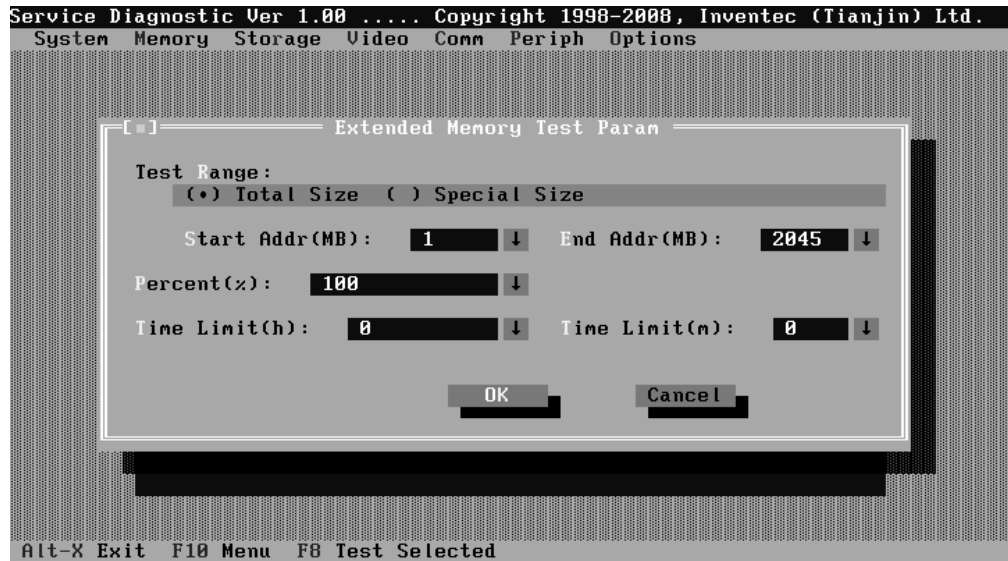 Service Diagnostic Ver 1.00 ..... Copyright 1998-2008, Inventec (Tianjin) Ltd.
System Memory Storage Video Comm Periph Options
[■] Extended Memory Test Param
Test Range:
(•) Total Size ( ) Special Size
Start Addr(MB): 1 ↓ End Addr(MB): 2045 ↓
Percent(%): 100 ↓
Time Limit(h): 0 ↓ Time Limit(m): 0 ↓
OK Cancel
Alt-X Exit F10 Menu F8 Test Selected